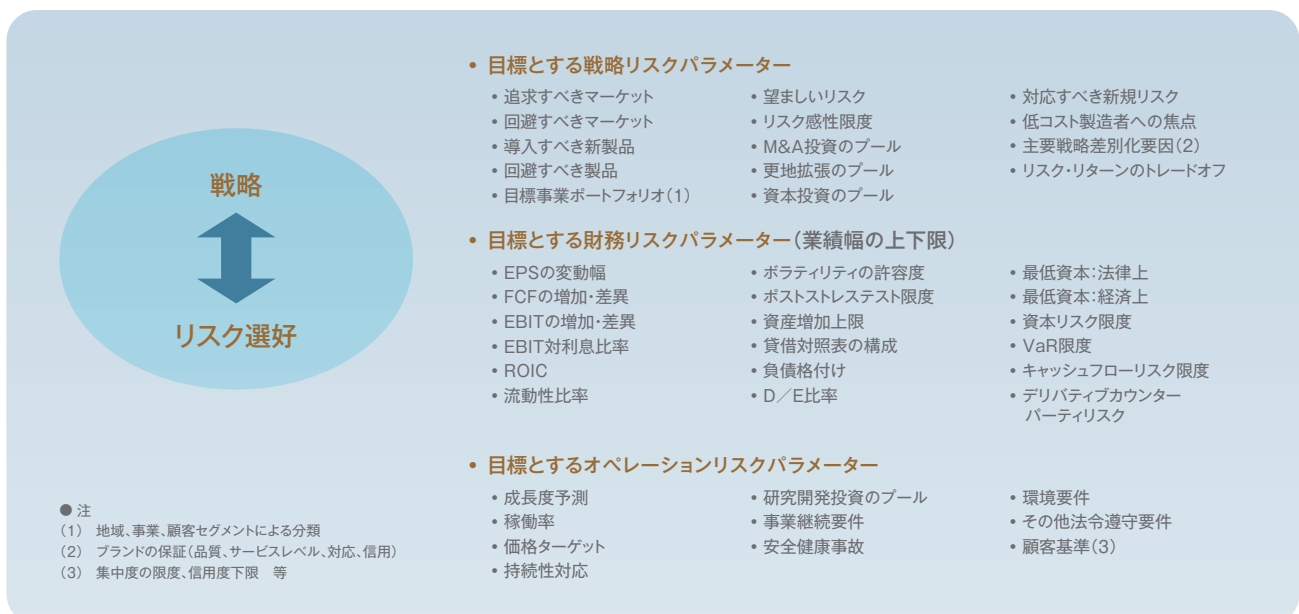 戦略
リスク選好
• 目標とする戦略リスクパラメーター
• 追求すべきマーケット
• 回避すべきマーケット
• 導入すべき新製品
• 回避すべき製品
• 目標事業ポートフォリオ(1)
• 望ましいリスク
• リスク感性限度
• M&A投資のプール
• 更地拡張のプール
• 資本投資のプール
• 対応すべき新規リスク
• 低コスト製造者への焦点
• 主要戦略差別化要因(2)
• リスク・リターンのトレードオフ
• 目標とする財務リスクパラメーター(業績幅の上下限)
• EPSの変動幅
• FCFの増加・差異
• EBITの増加・差異
• EBIT対利息比率
• ROIC
• 流動性比率
• ボラティリティの許容度
• ポストストレステスト限度
• 資産増加上限
• 貸借対照表の構成
• 負債格付け
• D／E比率
• 最低資本：法律上
• 最低資本：経済上
• 資本リスク限度
• VaR限度
• キャッシュフローリスク限度
• デリバティブカウンター
パーティリスク
• 目標とするオペレーションリスクパラメーター
• 成長度予測
• 稼働率
• 価格ターゲット
• 持続性対応
• 研究開発投資のプール
• 事業継続要件
• 安全健康事故
• 環境要件
• その他法令遵守要件
• 顧客基準(3)
● 注
(1) 地域、事業、顧客セグメントによる分類
(2) ブランドの保証(品質、サービスレベル、対応、信用)
(3) 集中度の限度、信用度下限　等